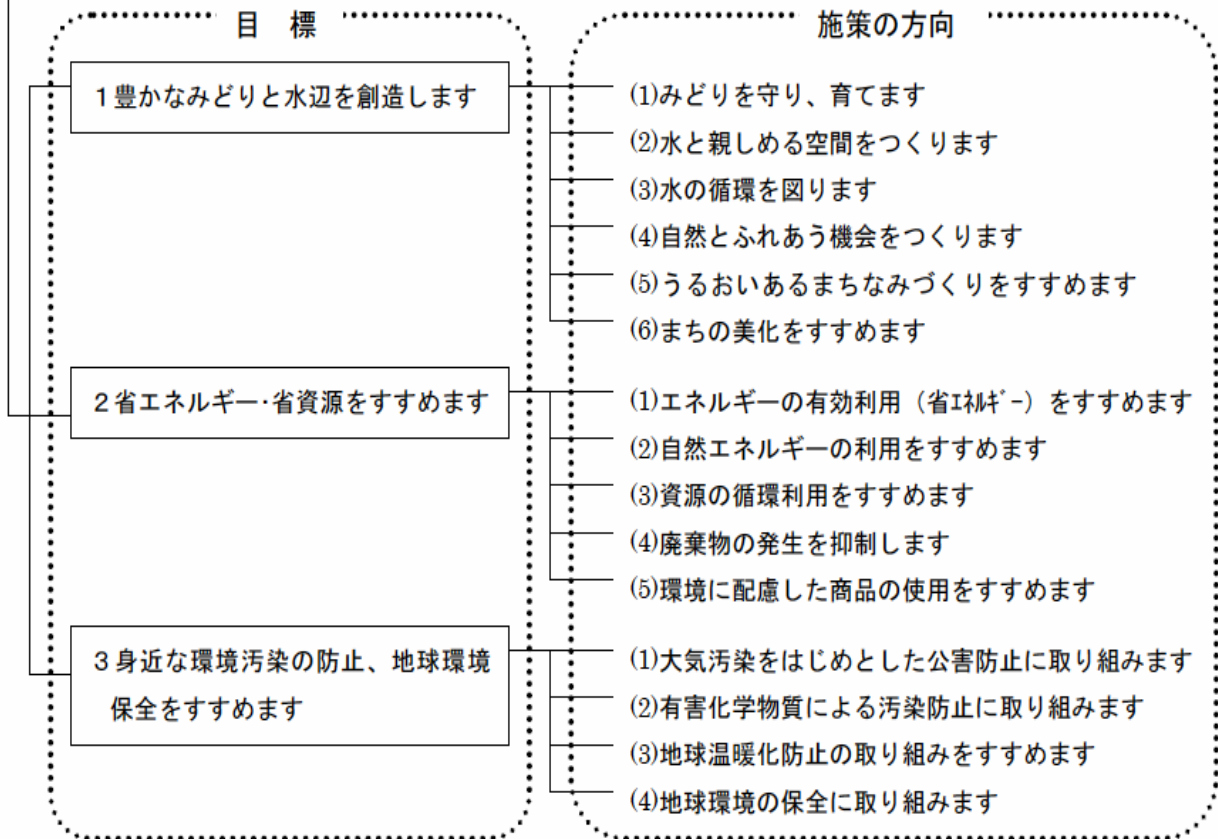 目　標
施策の方向
1豊かなみどりと水辺を創造します
(1)みどりを守り、育てます
(2)水と親しめる空間をつくります
(3)水の循環を図ります
(4)自然とふれあう機会をつくります
(5)うるおいあるまちなみづくりをすすめます
(6)まちの美化をすすめます
2省エネルギー・省資源をすすめます
(1)エネルギーの有効利用（省ｴﾈﾙｷﾞｰ）をすすめます
(2)自然エネルギーの利用をすすめます
(3)資源の循環利用をすすめます
(4)廃棄物の発生を抑制します
(5)環境に配慮した商品の使用をすすめます
3身近な環境汚染の防止、地球環境
保全をすすめます
(1)大気汚染をはじめとした公害防止に取り組みます
(2)有害化学物質による汚染防止に取り組みます
(3)地球温暖化防止の取り組みをすすめます
(4)地球環境の保全に取り組みます